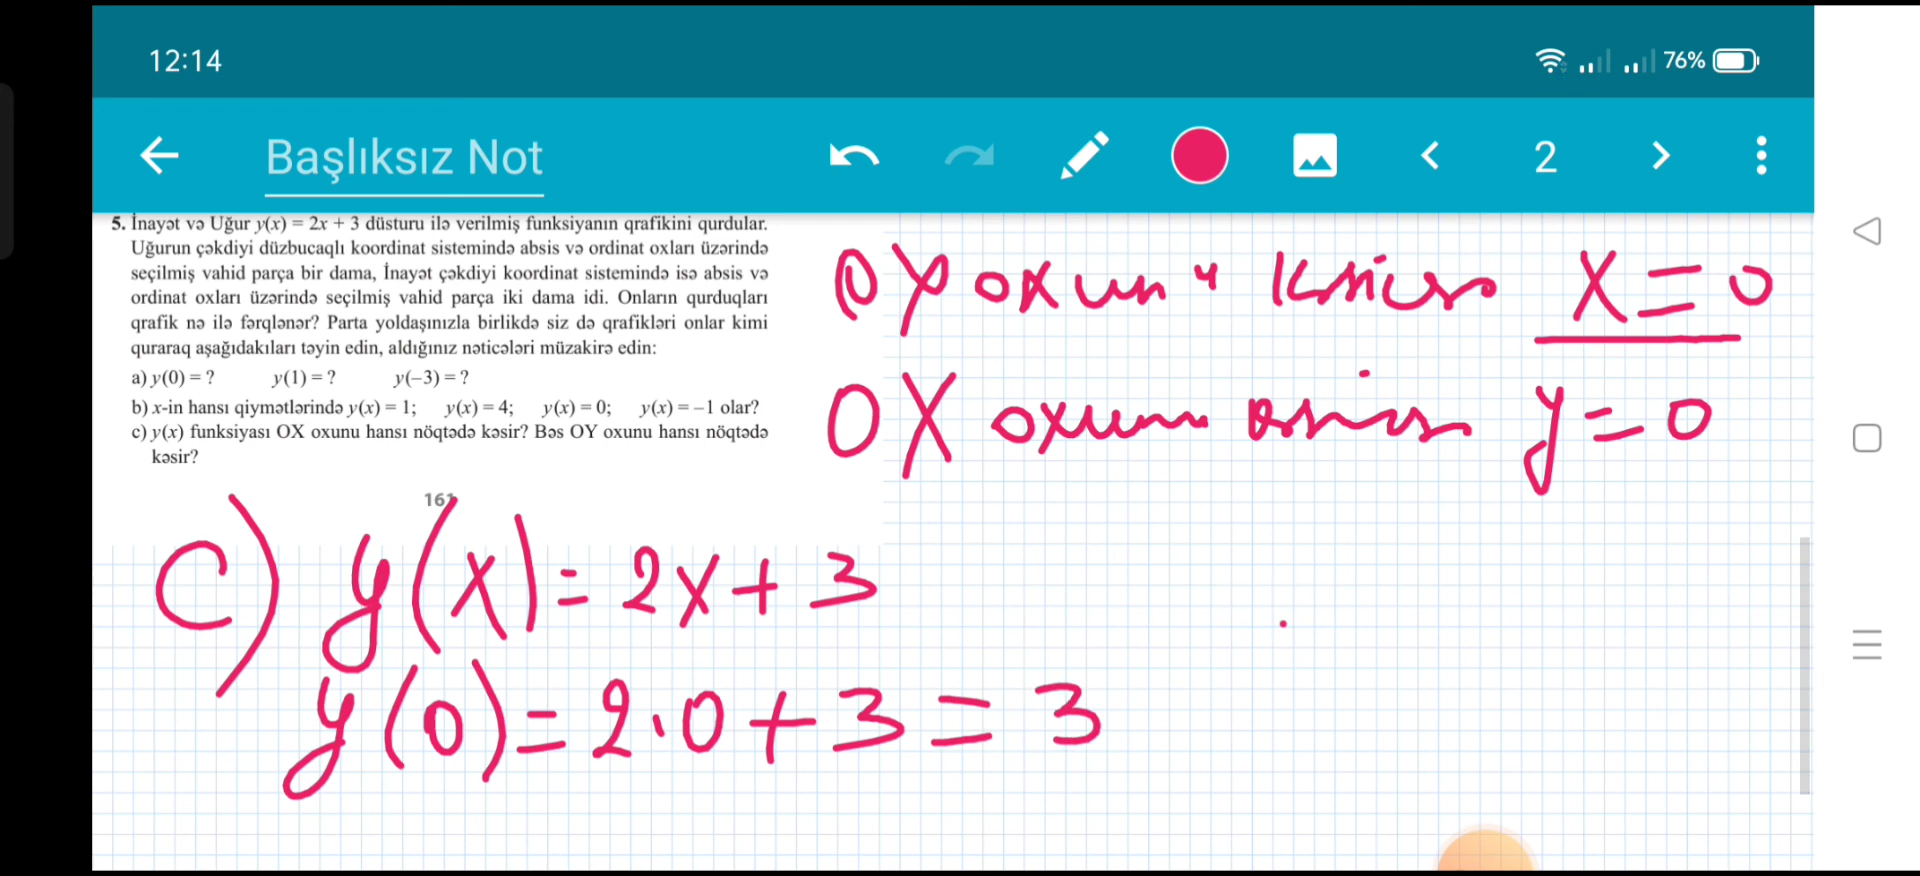 12:14
76%
Başlıksız Not
2
5. İnayət və Uğur y(x) = 2x + 3 düsturu ilə verilmiş funksiyanın qrafikini qurdular.
Uğurun çəkdiyi düzbucaqlı koordinat sistemində absis və ordinat oxları üzərində
seçilmiş vahid parça bir dama, İnayət çəkdiyi koordinat sistemində isə absis və
ordinat oxları üzərində seçilmiş vahid parça iki dama idi. Onların qurduqları
qrafik nə ilə fərqlənər? Parta yoldaşınızla birlikdə siz də qrafikləri onlar kimi
quraraq aşağıdakıları təyin edin, aldığınız nəticələri müzakirə edin:
a) y(0) = ? y(1) = ? y(–3) = ?
b) x-in hansı qiymətlərində y(x) = 1; y(x) = 4; y(x) = 0; y(x) = –1 olar?
c) y(x) funksiyası OX oxunu hansı nöqtədə kəsir? Bəs OY oxunu hansı nöqtədə
kəsir?
161
OY oxunu kəsirsə x=0
OX oxunu kəsirsə y=0
c) y(x)=2x+3
y(0)=2·0+3=3